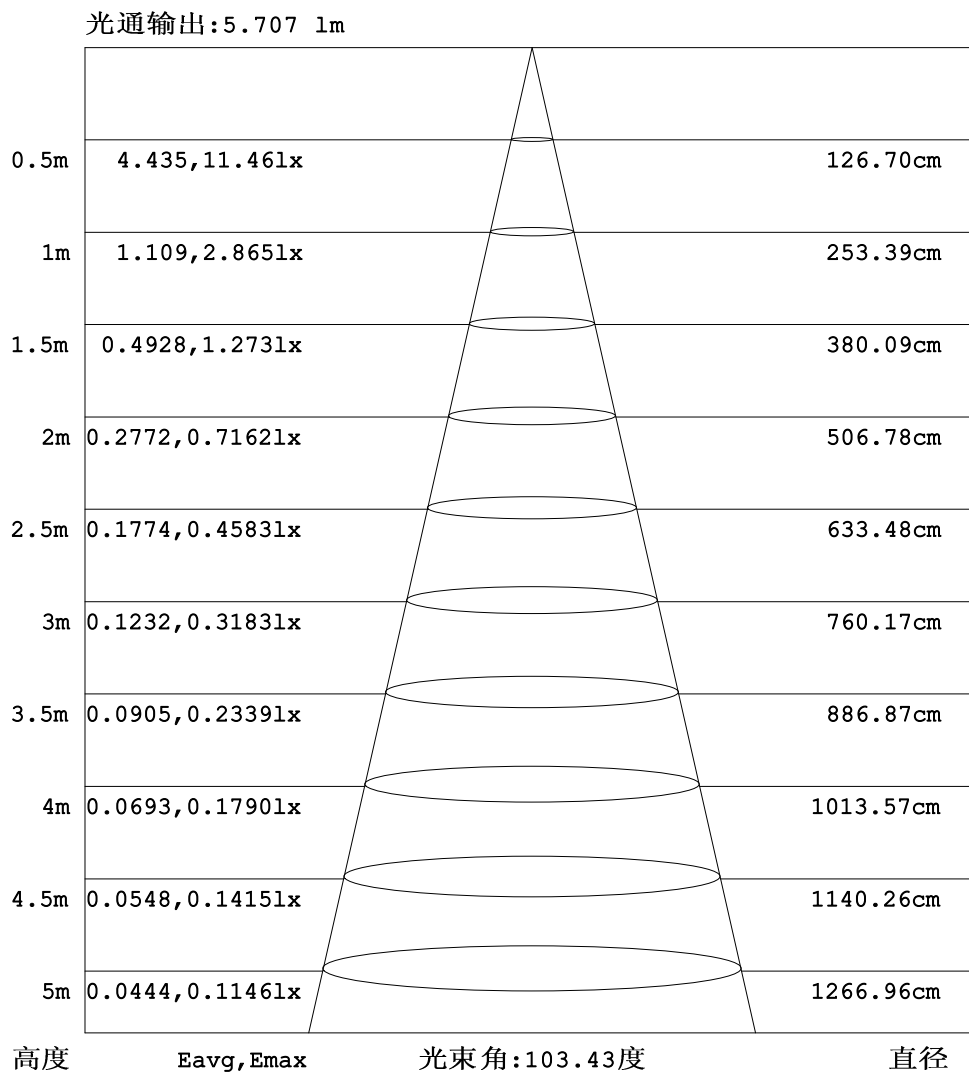 光通输出:5.707 lm
0.5m 4.435,11.46lx 126.70cm
1m 1.109,2.865lx 253.39cm
1.5m 0.4928,1.273lx 380.09cm
2m 0.2772,0.7162lx 506.78cm
2.5m 0.1774,0.4583lx 633.48cm
3m 0.1232,0.3183lx 760.17cm
3.5m 0.0905,0.2339lx 886.87cm
4m 0.0693,0.1790lx 1013.57cm
4.5m 0.0548,0.1415lx 1140.26cm
5m 0.0444,0.1146lx 1266.96cm
高度 Eavg,Emax 光束角:103.43度 直径